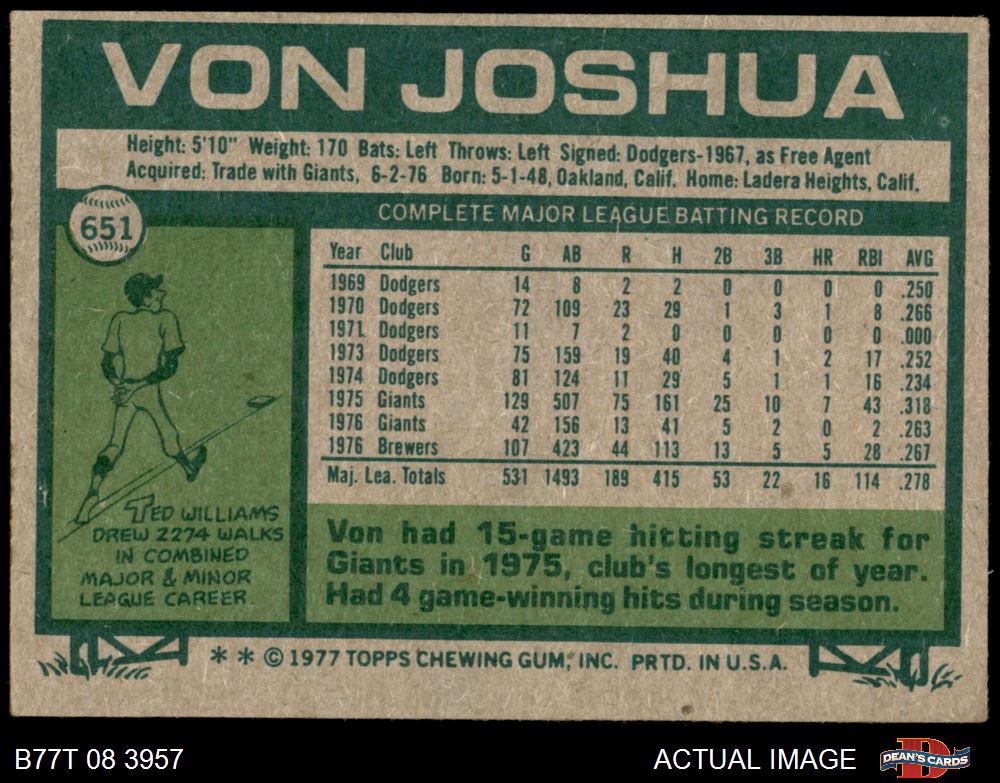 VON JOSHUA
Height: 5'10" Weight: 170 Bats: Left Throws: Left Signed: Dodgers-1967, as Free Agent
Acquired: Trade with Giants, 6-2-76 Born: 5-1-48, Oakland, Calif. Home: Ladera Heights, Calif.
651
COMPLETE MAJOR LEAGUE BATTING RECORD
Year Club G AB R H 2B 3B HR RBI AVG
1969 Dodgers 14 8 2 2 0 0 0 0 .250
1970 Dodgers 72 109 23 29 1 3 1 8 .266
1971 Dodgers 11 7 2 0 0 0 0 0 .000
1973 Dodgers 75 159 19 40 4 1 2 17 .252
1974 Dodgers 81 124 11 29 5 1 1 16 .234
1975 Giants 129 507 75 161 25 10 7 43 .318
1976 Giants 42 156 13 41 5 2 0 2 .263
1976 Brewers 107 423 44 113 13 5 5 28 .267
Maj. Lea. Totals 531 1493 189 415 53 22 16 114 .278
TED WILLIAMS
DREW 2274 WALKS
IN COMBINED
MAJOR & MINOR
LEAGUE CAREER.
Von had 15-game hitting streak for
Giants in 1975, club's longest of year.
Had 4 game-winning hits during season.
** © 1977 TOPPS CHEWING GUM, INC. PRTD. IN U.S.A.
B77T 08 3957
ACTUAL IMAGE
D
DEAN'S CARDS